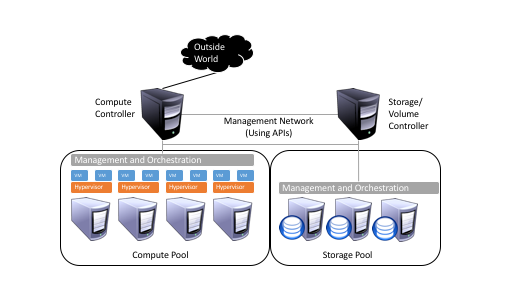 Outside
World
Compute
Controller
Storage/
Volume
Controller
Management Network
(Using APIs)
Management and Orchestration
VM VM VM VM VM VM VM VM
Hypervisor Hypervisor Hypervisor Hypervisor
Management and Orchestration
Compute Pool
Storage Pool